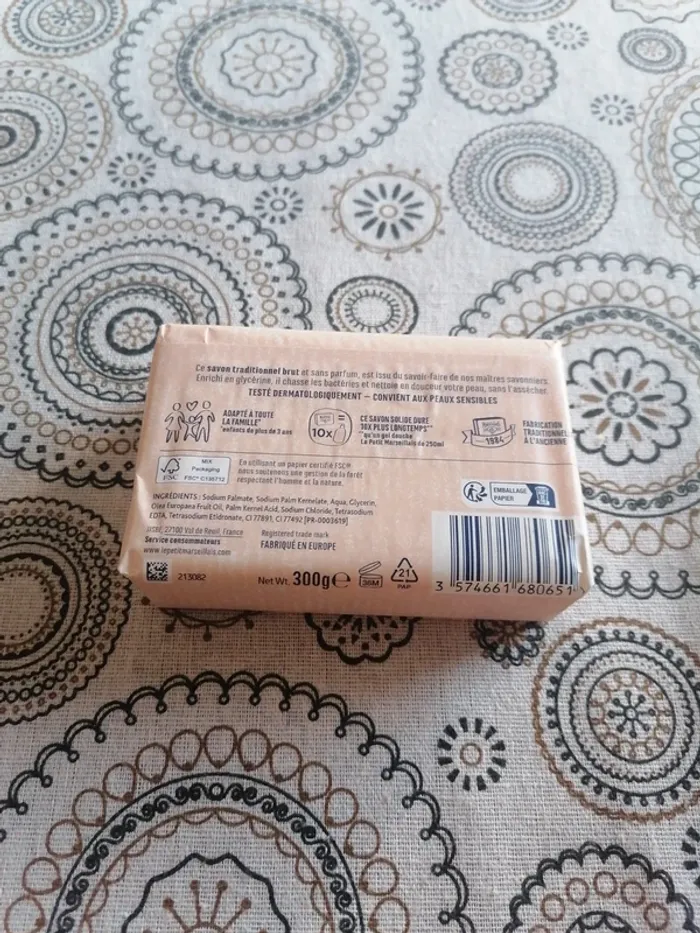 Ce savon traditionnel brut et sans parfum, est issu du savoir-faire de nos maîtres savonniers.
Enrichi en glycérine, il chasse les bactéries et nettoie en douceur votre peau, sans l'assécher.
TESTÉ DERMATOLOGIQUEMENT – CONVIENT AUX PEAUX SENSIBLES
ADAPTÉ À TOUTE
LA FAMILLE*
*enfants de plus de 3 ans
10x
CE SAVON SOLIDE DURE
10X PLUS LONGTEMPS**
**qu'un gel douche
Le Petit Marseillais de 250ml
1984
FABRICATION
TRADITIONNELLE
À L'ANCIENNE
FSC
MIX
Packaging
FSC® C135712
En utilisant un papier certifié FSC®
nous soutenons une gestion de la forêt
respectant l'homme et la nature.
EMBALLAGE
PAPIER
INGRÉDIENTS: Sodium Palmate, Sodium Palm Kernelate, Aqua, Glycerin,
Olea Europaea Fruit Oil, Palm Kernel Acid, Sodium Chloride, Tetrasodium
EDTA, Tetrasodium Etidronate, CI 77891, CI 77492 [PR-0003619]
27100 Val de Reuil, France
Service consommateurs
www.lepetitmarseillais.com
Registered trade mark
FABRIQUÉ EN EUROPE
213082
Net Wt. 300g℮
36M
21
PAP
3 574661 680651